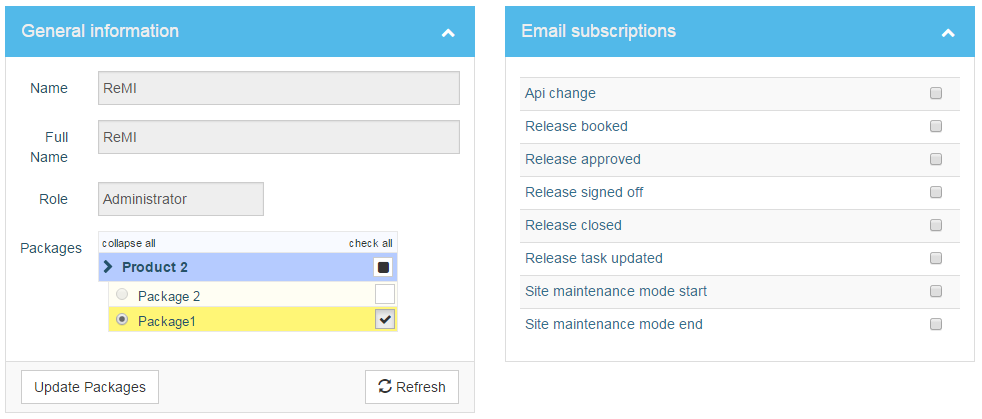 General information
Name
ReMI
Full
Name
ReMI
Role
Administrator
Packages
collapse all
check all
Product 2
Package 2
Package1
Update Packages
Refresh
Email subscriptions
Api change
Release booked
Release approved
Release signed off
Release closed
Release task updated
Site maintenance mode start
Site maintenance mode end